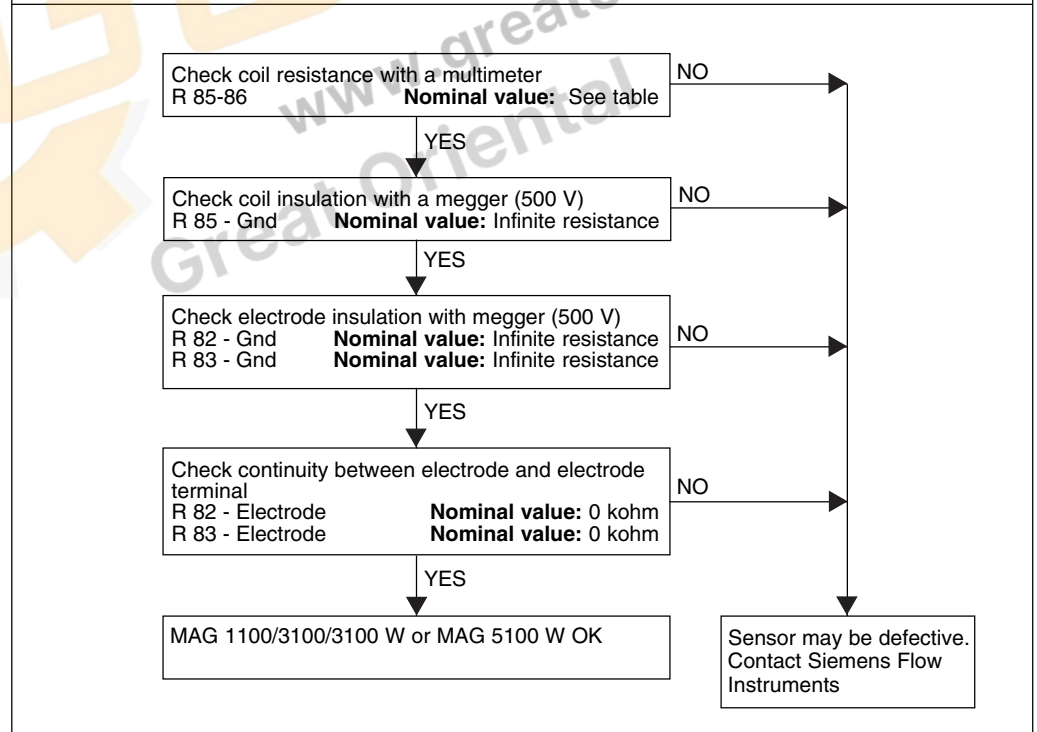 www.greato
Great Oriental
Check coil resistance with a multimeter
R 85-86 Nominal value: See table
NO
YES
Check coil insulation with a megger (500 V)
R 85 - Gnd Nominal value: Infinite resistance
NO
YES
Check electrode insulation with megger (500 V)
R 82 - Gnd Nominal value: Infinite resistance
R 83 - Gnd Nominal value: Infinite resistance
NO
YES
Check continuity between electrode and electrode
terminal
R 82 - Electrode Nominal value: 0 kohm
R 83 - Electrode Nominal value: 0 kohm
NO
YES
MAG 1100/3100/3100 W or MAG 5100 W OK
Sensor may be defective.
Contact Siemens Flow
Instruments